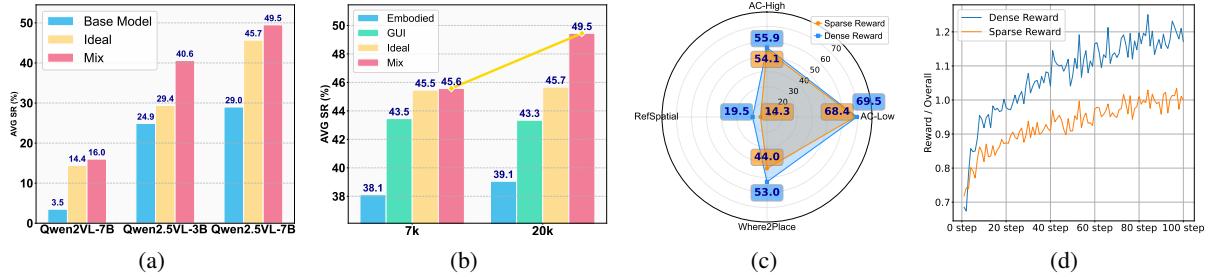 AVG SR (%)
50
40
30
20
10
0
Base Model
Ideal
Mix
3.5
14.4
16.0
24.9
29.4
40.6
29.0
45.7
49.5
Qwen2VL-7B Qwen2.5VL-3B Qwen2.5VL-7B
(a)
AVG SR (%)
50
48
46
44
42
40
38
Embodied
GUI
Ideal
Mix
38.1
43.5
45.5
45.6
39.1
43.3
45.7
49.5
7k
20k
(b)
AC-High
Sparse Reward
Dense Reward
55.9
54.1
70
60
50
40
30
20
RefSpatial
19.5
14.3
68.4
69.5
AC-Low
44.0
53.0
Where2Place
(c)
Reward / Overall
1.2
1.1
1.0
0.9
0.8
0.7
Dense Reward
Sparse Reward
0 step
20 step
40 step
60 step
80 step
100 step
(d)